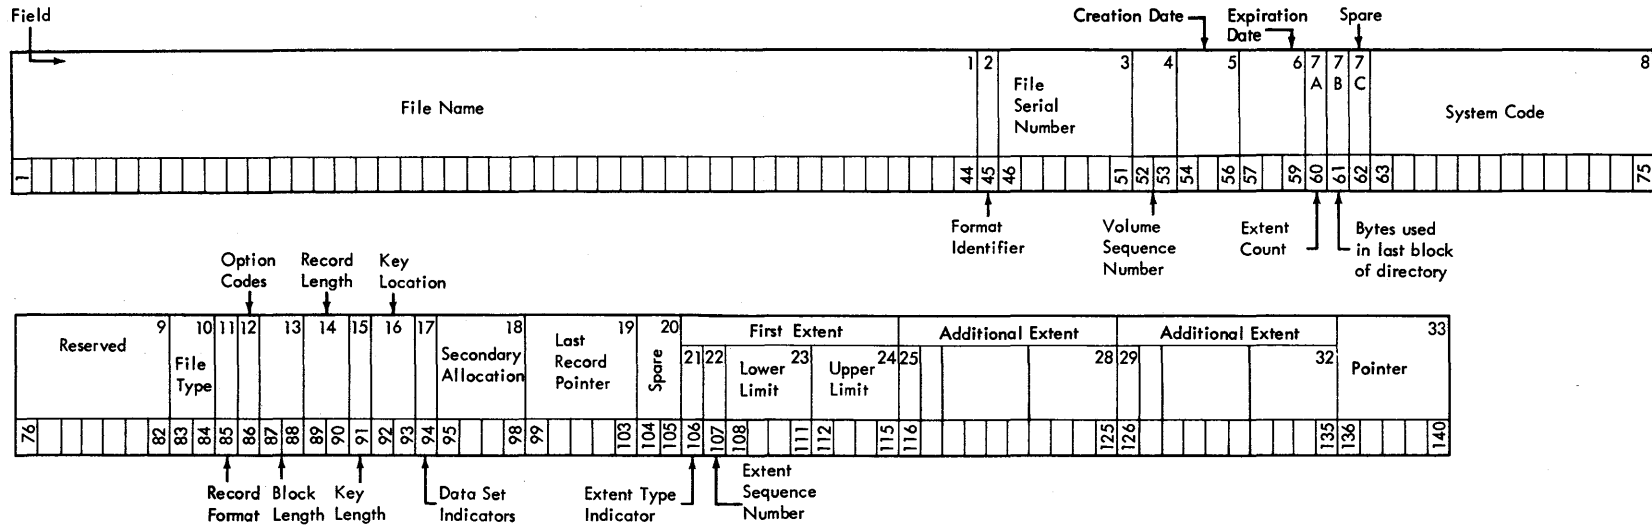 Field
Creation Date
Expiration Date
Spare
1 2 3 4 5 6 7 A 7 B 7 C 8
File Name
File Serial Number
System Code
1 44 45 46 51 52 53 54 56 57 59 60 61 62 63 75
Format Identifier
Volume Sequence Number
Extent Count
Bytes used in last block of directory
Option Codes
Record Length
Key Location
9 10 11 12 13 14 15 16 17 18 19 20
First Extent
Additional Extent
Additional Extent
33
Reserved
File Type
Secondary Allocation
Last Record Pointer
Spare
21 22 23 24 25 28 29 32
Lower Limit
Upper Limit
Pointer
76 82 83 84 85 86 87 88 89 90 91 92 93 94 95 98 99 103 104 105 106 107 108 111 112 115 116 125 126 135 136 140
Record Format
Block Length
Key Length
Data Set Indicators
Extent Type Indicator
Extent Sequence Number